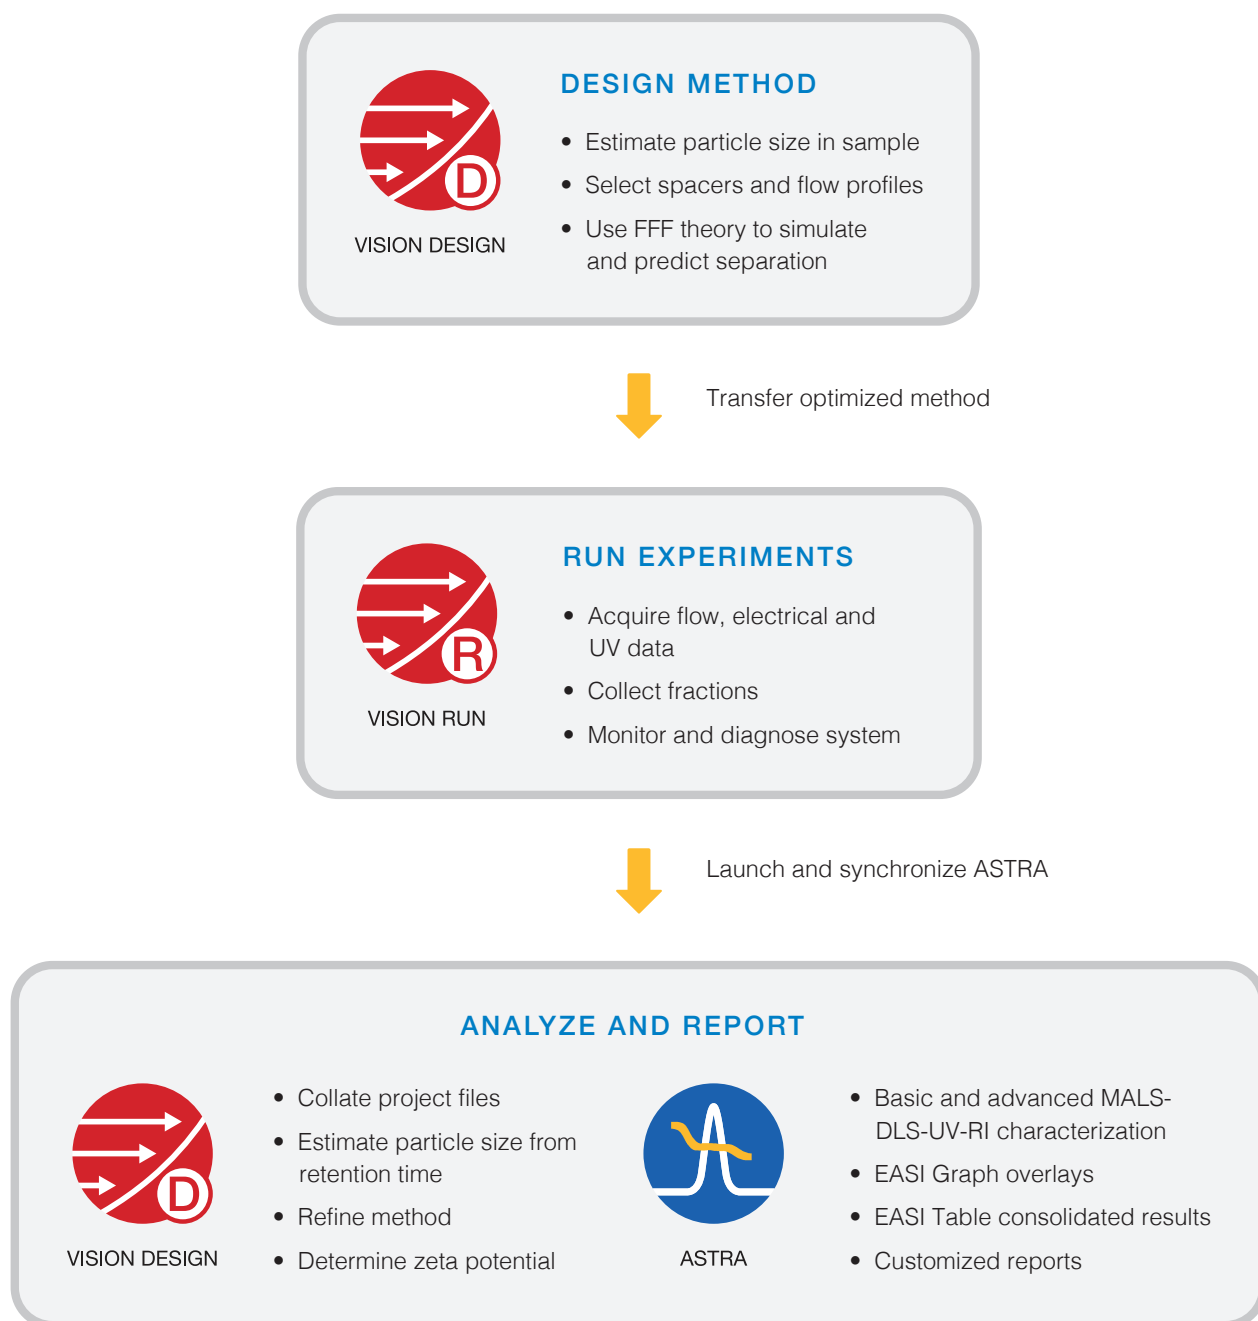 DESIGN METHOD
• Estimate particle size in sample
• Select spacers and flow profiles
• Use FFF theory to simulate
and predict separation
D
VISION DESIGN
Transfer optimized method
RUN EXPERIMENTS
• Acquire flow, electrical and
UV data
• Collect fractions
• Monitor and diagnose system
R
VISION RUN
Launch and synchronize ASTRA
ANALYZE AND REPORT
D
VISION DESIGN
• Collate project files
• Estimate particle size from
retention time
• Refine method
• Determine zeta potential
ASTRA
• Basic and advanced MALS-
DLS-UV-RI characterization
• EASI Graph overlays
• EASI Table consolidated results
• Customized reports